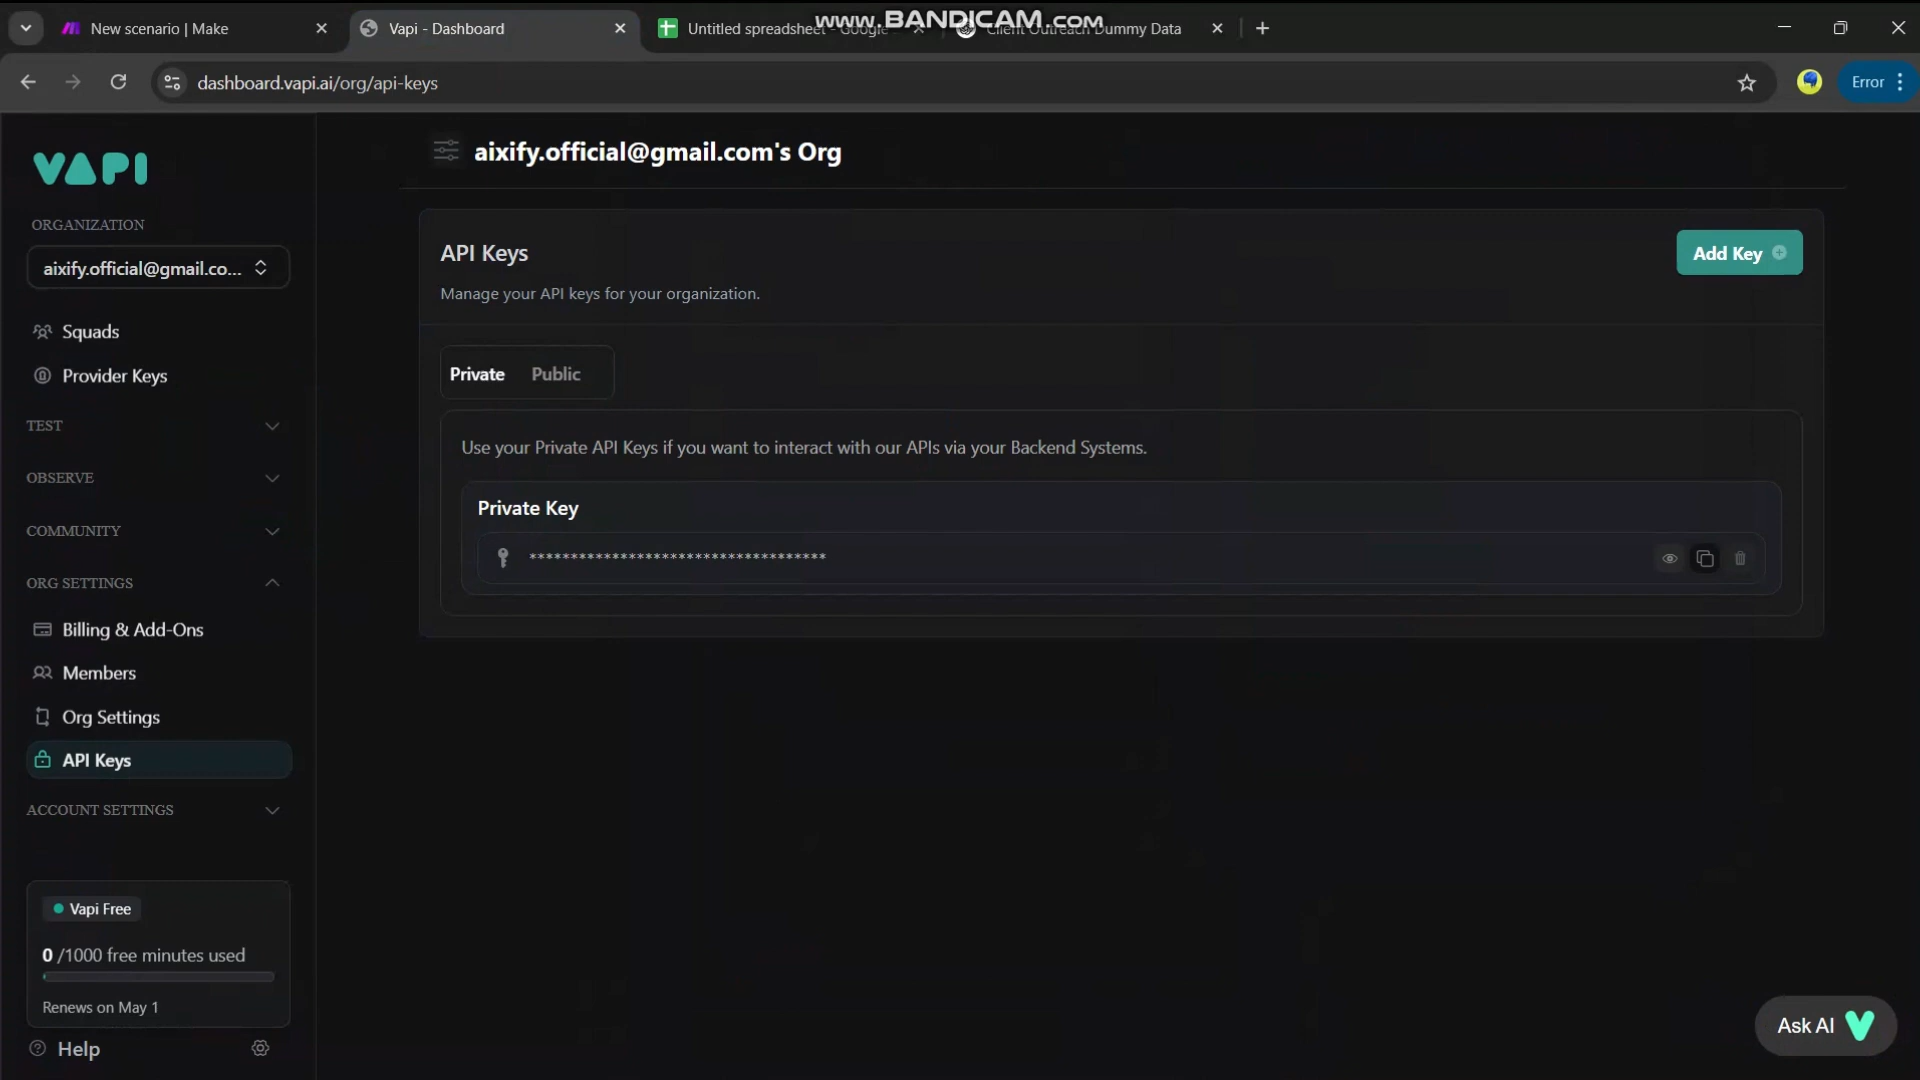 www.BANDICAM.com
New scenario | Make
Vapi - Dashboard
Untitled spreadsheet - Google
Client Outreach Dummy Data
dashboard.vapi.ai/org/api-keys
Error
VAPI
aixify.official@gmail.com's Org
ORGANIZATION
aixify.official@gmail.co...
API Keys
Add Key
Manage your API keys for your organization.
Squads
Provider Keys
Private Public
TEST
Use your Private API Keys if you want to interact with our APIs via your Backend Systems.
OBSERVE
Private Key
COMMUNITY
************************************
ORG SETTINGS
Billing & Add-Ons
Members
Org Settings
API Keys
ACCOUNT SETTINGS
Vapi Free
0 /1000 free minutes used
Renews on May 1
Help
Ask AI